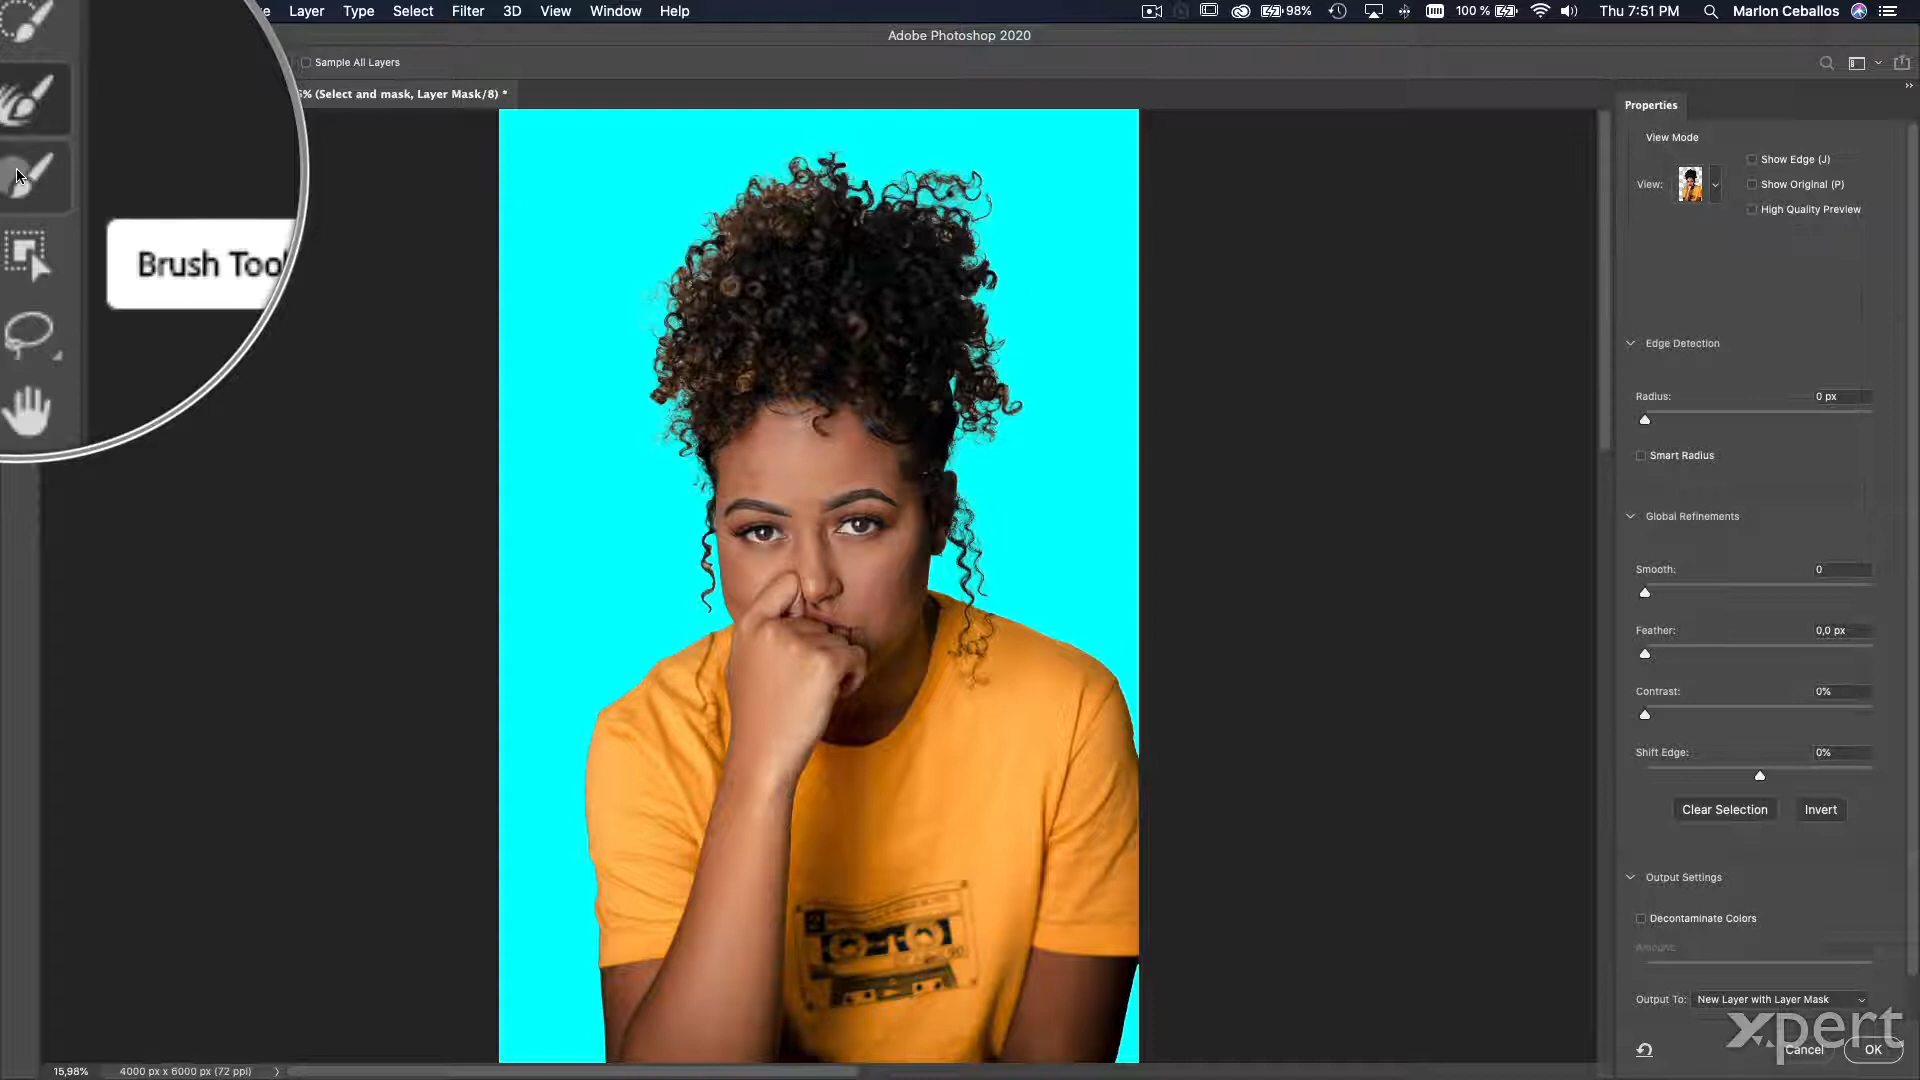 Layer Type Select Filter 3D View Window Help
98% 100 % Thu 7:51 PM Marlon Ceballos
Adobe Photoshop 2020
Sample All Layers
% (Select and mask, Layer Mask/8) *
Brush Tool
Properties
View Mode
View:
Show Edge (J)
Show Original (P)
High Quality Preview
Edge Detection
Radius: 0 px
Smart Radius
Global Refinements
Smooth: 0
Feather: 0,0 px
Contrast: 0%
Shift Edge: 0%
Clear Selection Invert
Output Settings
Decontaminate Colors
Amount:
Output To: New Layer with Layer Mask
xpert
Cancel OK
15,98% 4000 px x 6000 px (72 ppi)